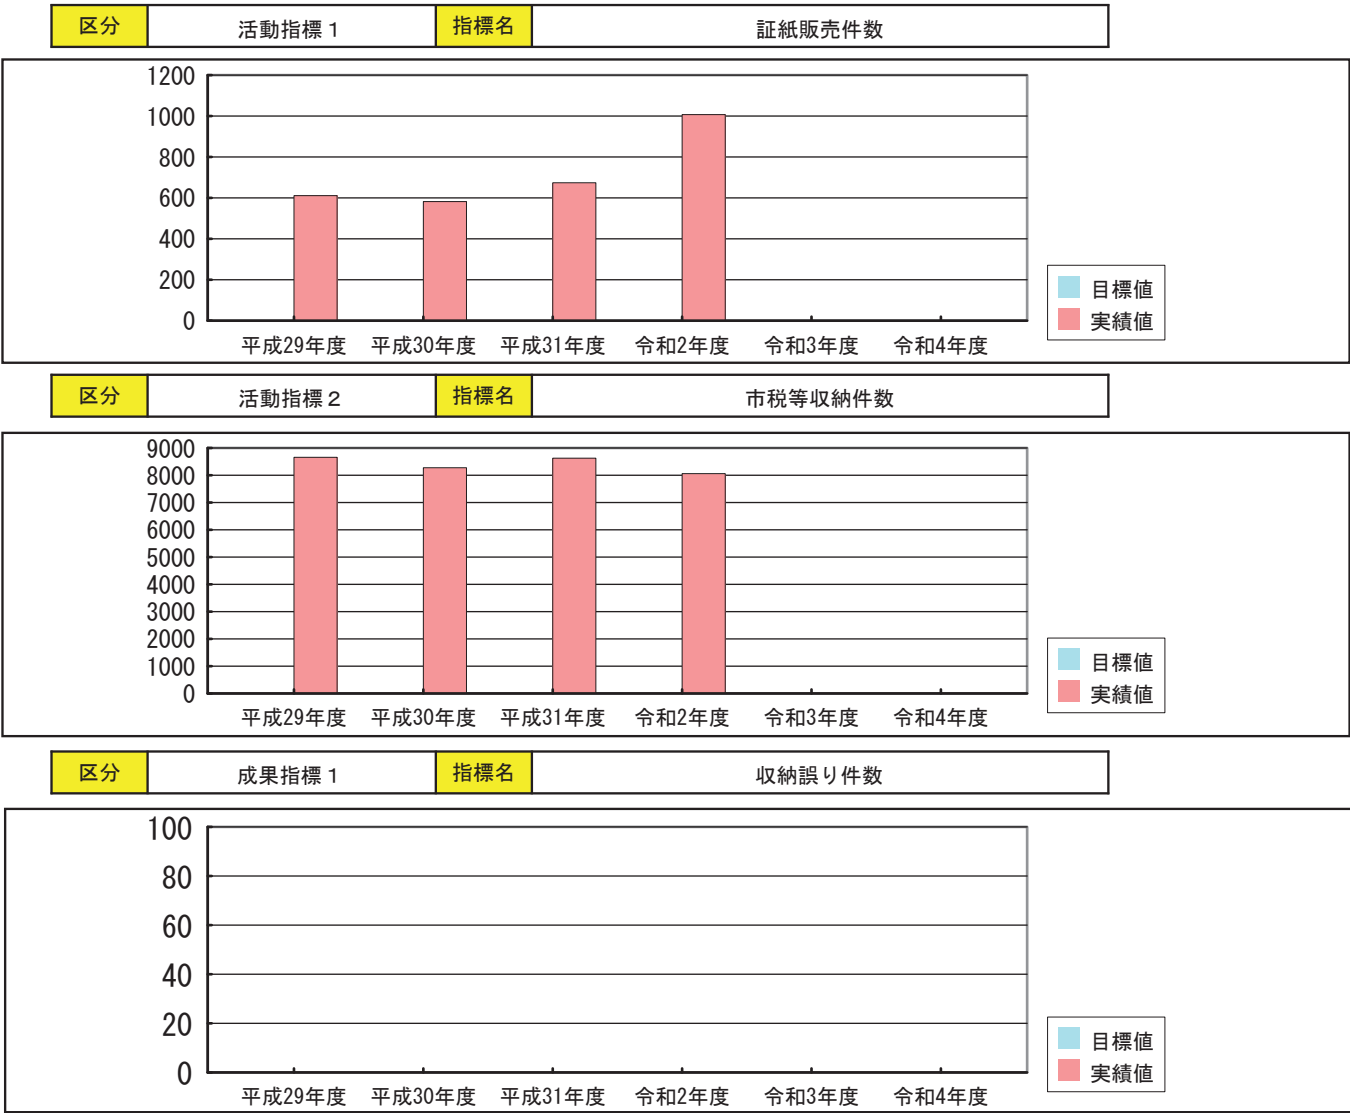 区分 活動指標１ 指標名 証紙販売件数
1200
1000
800
600
400
200
0
平成29年度 平成30年度 平成31年度 令和2年度 令和3年度 令和4年度
目標値
実績値
区分 活動指標２ 指標名 市税等収納件数
9000
8000
7000
6000
5000
4000
3000
2000
1000
0
平成29年度 平成30年度 平成31年度 令和2年度 令和3年度 令和4年度
目標値
実績値
区分 成果指標１ 指標名 収納誤り件数
100
80
60
40
20
0
平成29年度 平成30年度 平成31年度 令和2年度 令和3年度 令和4年度
目標値
実績値